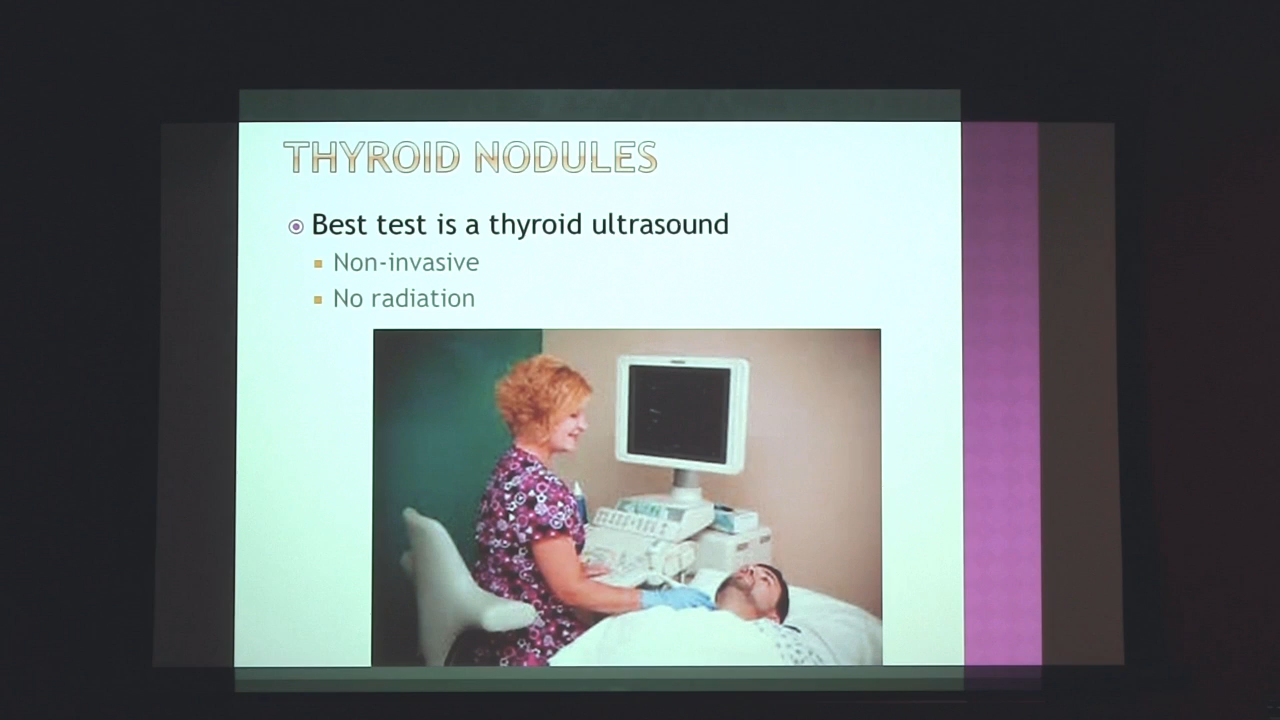 THYROID NODULES
Best test is a thyroid ultrasound
Non-invasive
No radiation